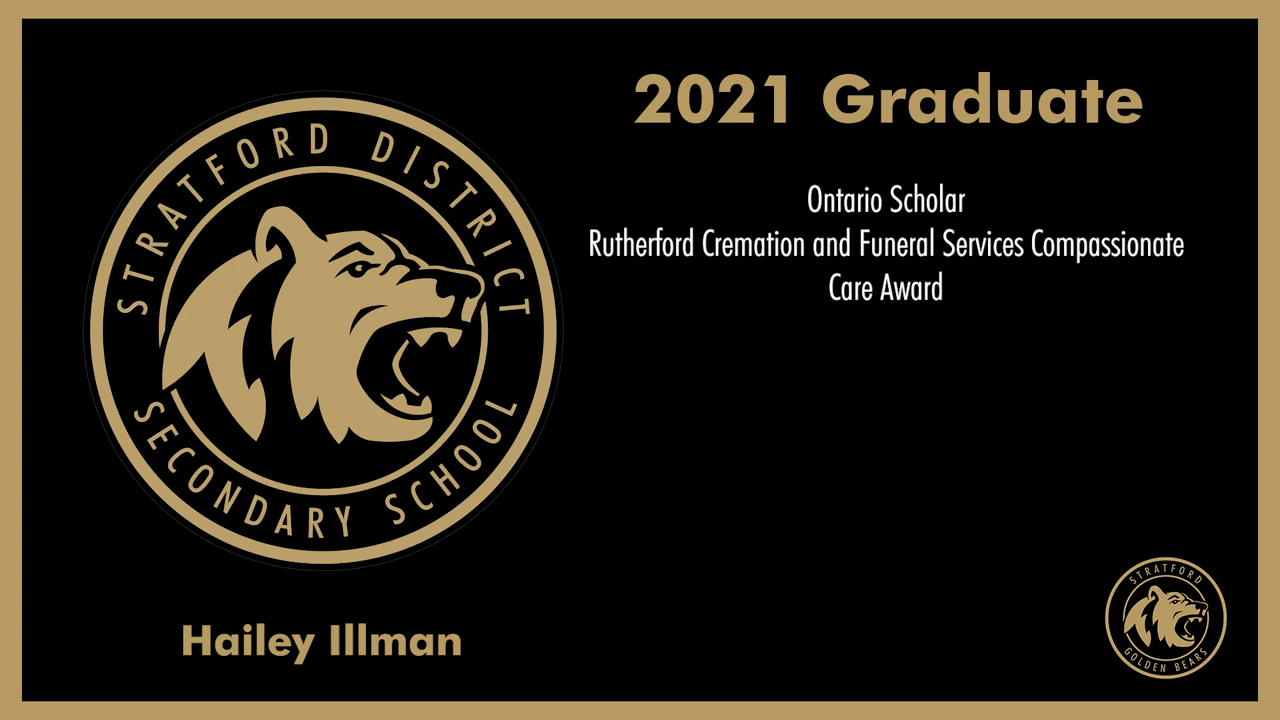 STRATFORD DISTRICT
SECONDARY SCHOOL
Hailey Illman
2021 Graduate
Ontario Scholar
Rutherford Cremation and Funeral Services Compassionate
Care Award
STRATFORD
GOLDEN BEARS